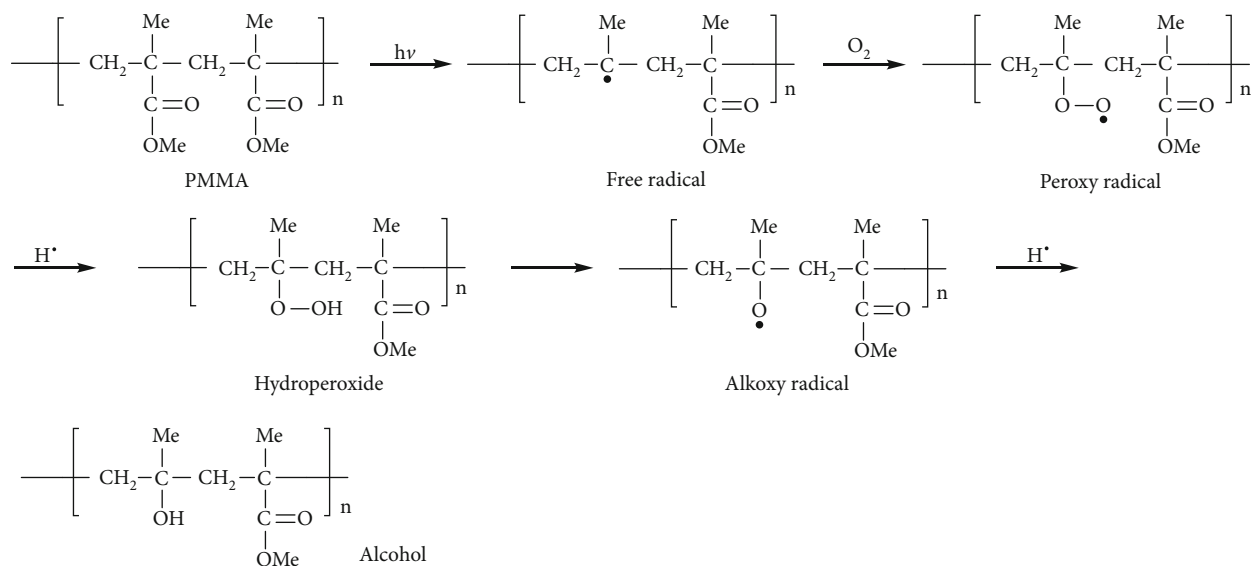 Me Me
CH2 C CH2 C
C=O C=O
OMe OMe
n
PMMA
hν
Me Me
CH2 C CH2 C
C=O
OMe
n
Free radical
O2
Me Me
CH2 C CH2 C
O O C=O
OMe
n
Peroxy radical
H•
Me Me
CH2 C CH2 C
O OH C=O
OMe
n
Hydroperoxide
Me Me
CH2 C CH2 C
O C=O
OMe
n
Alkoxy radical
H•
Me Me
CH2 C CH2 C
OH C=O
OMe
n
Alcohol